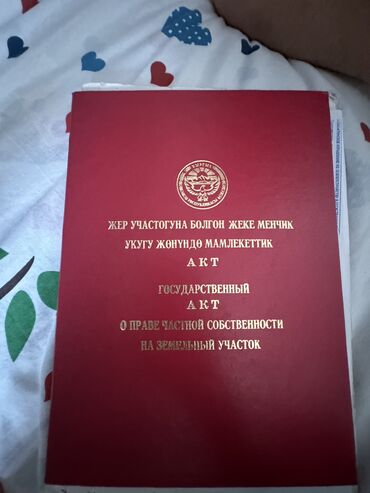 ЖЕР УЧАСТОГУНА БОЛГОН ЖЕКЕ МЕНЧИК
УКУГУ ЖӨНҮНДӨ МАМЛЕКЕТТИК
АКТ
ГОСУДАРСТВЕННЫЙ
АКТ
О ПРАВЕ ЧАСТНОЙ СОБСТВЕННОСТИ
НА ЗЕМЕЛЬНЫЙ УЧАСТОК